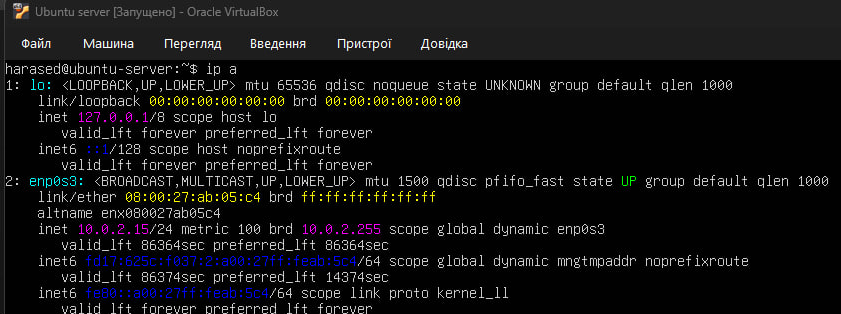 Ubuntu server [Запущено] - Oracle VirtualBox
Файл Машина Перегляд Введення Пристрої Довідка
harased@ubuntu-server:~$ ip a
1: lo: <LOOPBACK,UP,LOWER_UP> mtu 65536 qdisc noqueue state UNKNOWN group default qlen 1000
link/loopback 00:00:00:00:00:00 brd 00:00:00:00:00:00
inet 127.0.0.1/8 scope host lo
valid_lft forever preferred_lft forever
inet6 ::1/128 scope host noprefixroute
valid_lft forever preferred_lft forever
2: enp0s3: <BROADCAST,MULTICAST,UP,LOWER_UP> mtu 1500 qdisc pfifo_fast state UP group default qlen 1000
link/ether 08:00:27:ab:05:c4 brd ff:ff:ff:ff:ff:ff
altname enx080027ab05c4
inet 10.0.2.15/24 metric 100 brd 10.0.2.255 scope global dynamic enp0s3
valid_lft 86364sec preferred_lft 86364sec
inet6 fd17:625c:f037:2:a00:27ff:feab:5c4/64 scope global dynamic mngtmpaddr noprefixroute
valid_lft 86374sec preferred_lft 14374sec
inet6 fe80::a00:27ff:feab:5c4/64 scope link proto kernel_ll
valid_lft forever preferred_lft forever